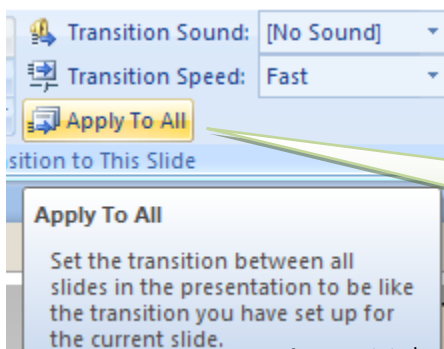 Transition Sound: [No Sound]
Transition Speed: Fast
Apply To All
sition to This Slide
Apply To All
Set the transition between all
slides in the presentation to be like
the transition you have set up for
the current slide.